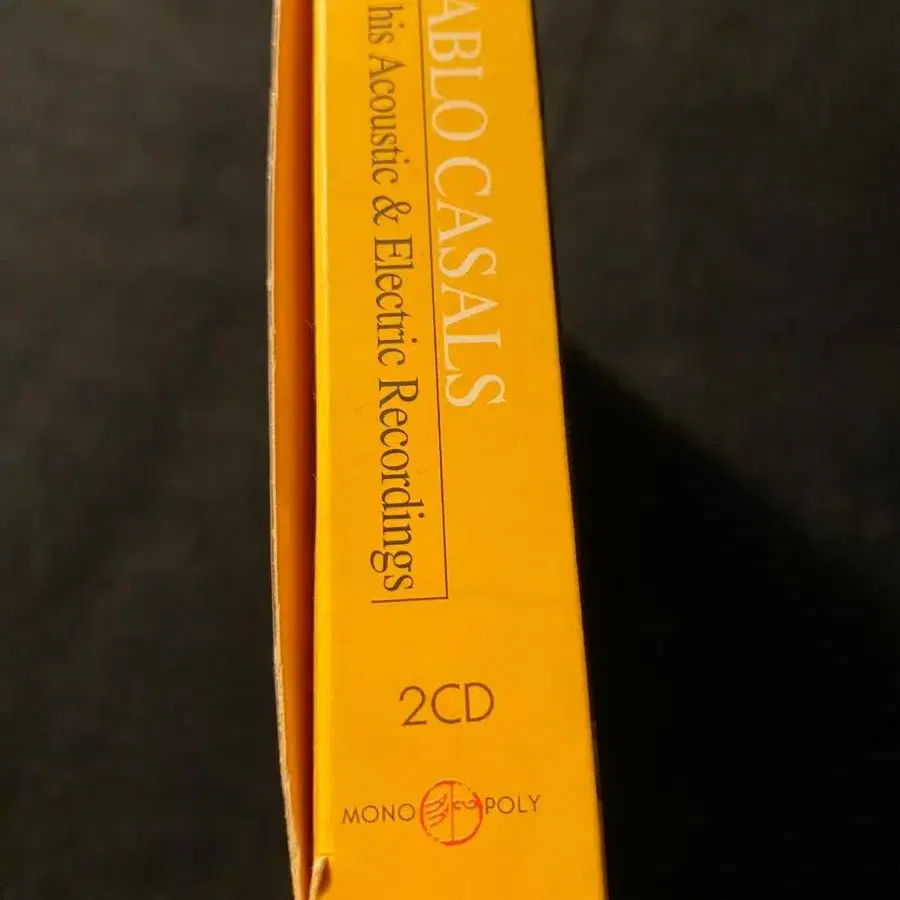 ABLO CASALS
his Acoustic & Electric Recordings
2CD
MONO POLY